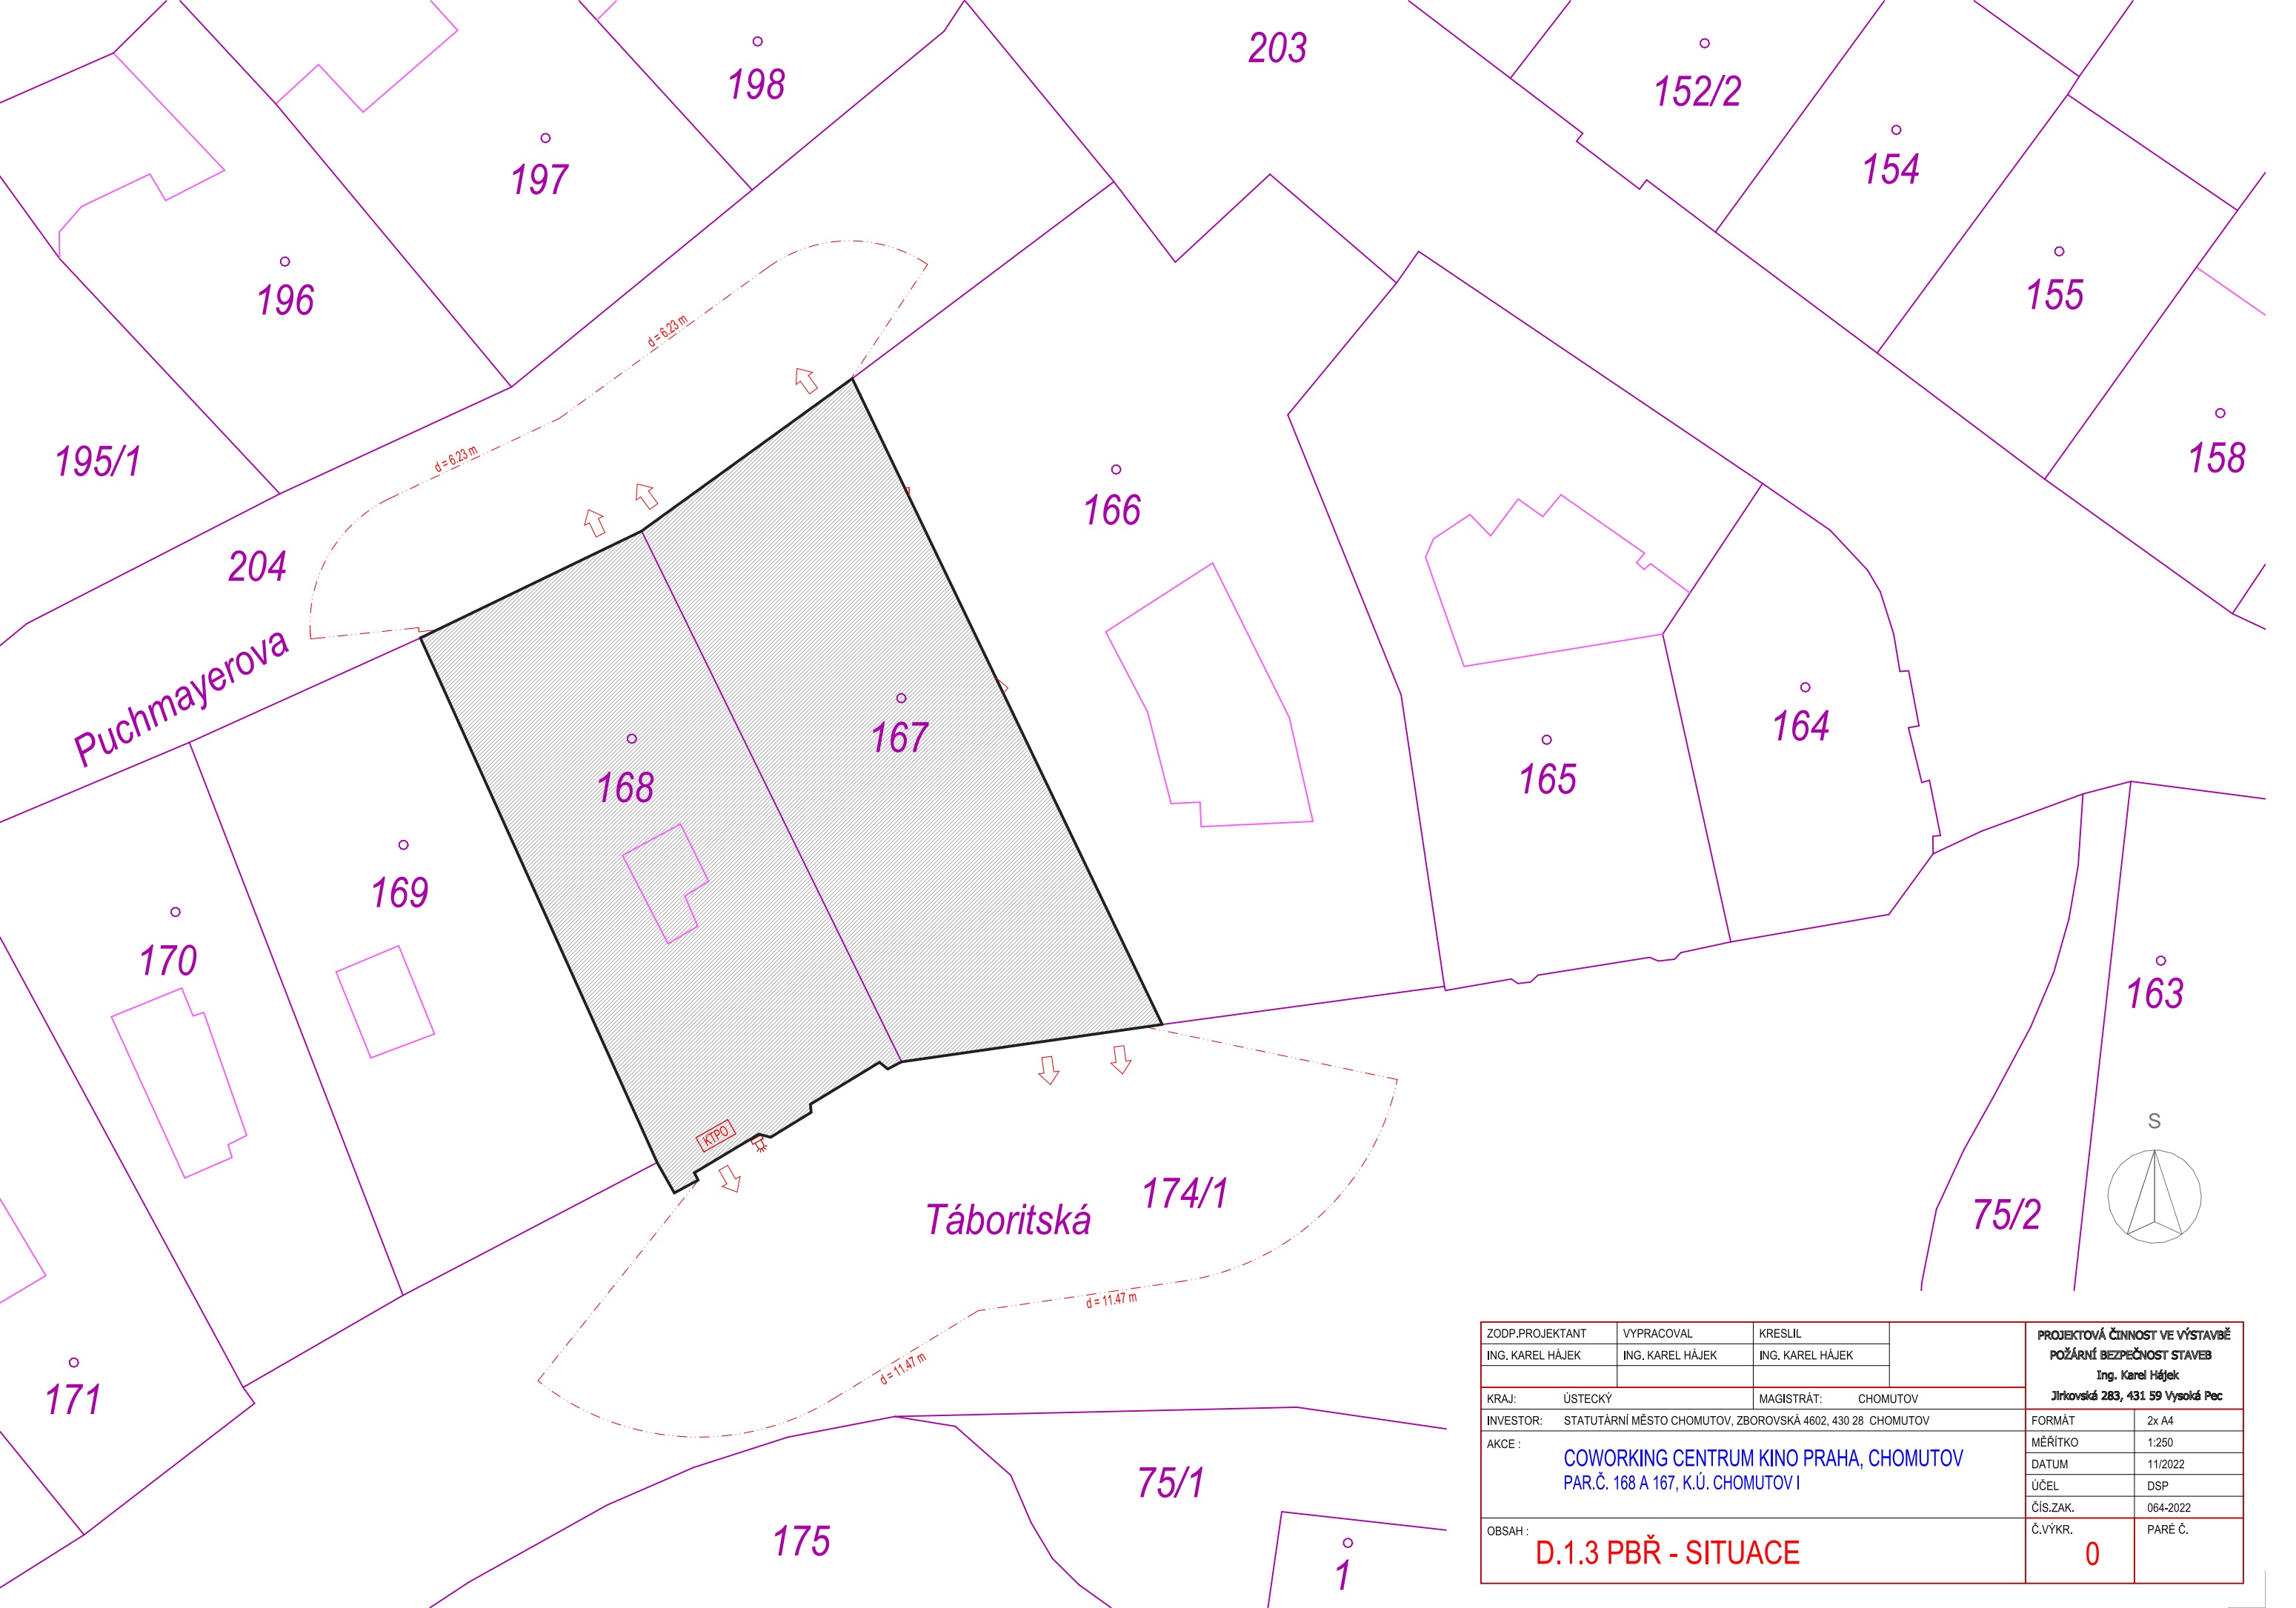 203
198
152/2
197
154
196
155
195/1
158
d = 6.23 m
d = 6.23 m
166
204
Puchmayerova
167
164
168
165
169
170
163
KTPO
174/1
Táboritská
75/2
S
d = 11.47 m
d = 11.47 m
171
75/1
175
1
ZODP.PROJEKTANT VYPRACOVAL KRESLIL
ING. KAREL HÁJEK ING. KAREL HÁJEK ING. KAREL HÁJEK
PROJEKTOVÁ ČINNOST VE VÝSTAVBĚ
POŽÁRNÍ BEZPEČNOST STAVEB
Ing. Karel Hájek
Jirkovská 283, 431 59 Vysoká Pec
KRAJ: ÚSTECKÝ MAGISTRÁT: CHOMUTOV
INVESTOR: STATUTÁRNÍ MĚSTO CHOMUTOV, ZBOROVSKÁ 4602, 430 28 CHOMUTOV
AKCE :
COWORKING CENTRUM KINO PRAHA, CHOMUTOV
PAR.Č. 168 A 167, K.Ú. CHOMUTOV I
FORMÁT 2x A4
MĚŘÍTKO 1:250
DATUM 11/2022
ÚČEL DSP
ČÍS.ZAK. 064-2022
OBSAH :
D.1.3 PBŘ - SITUACE
Č.VÝKR. PARÉ Č.
0